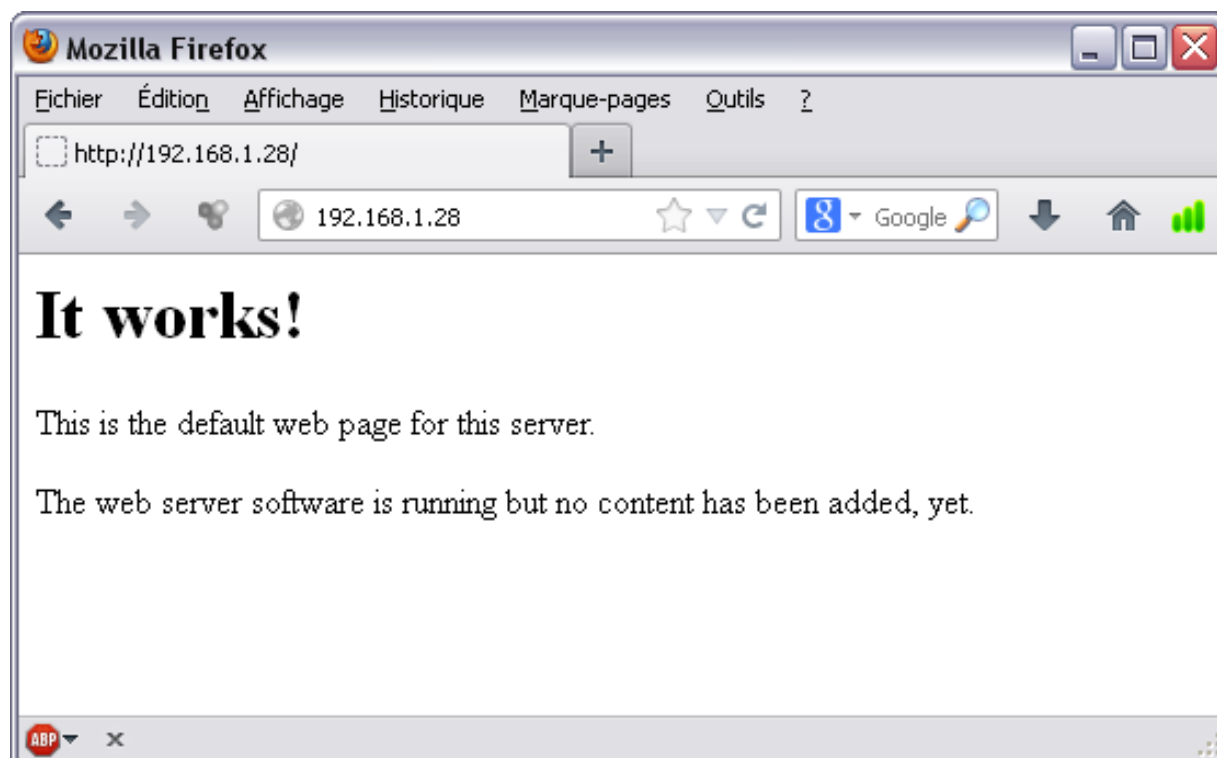 Mozilla Firefox
Fichier Édition Affichage Historique Marque-pages Outils ?
http://192.168.1.28/ +
192.168.1.28 8 Google
It works!
This is the default web page for this server.
The web server software is running but no content has been added, yet.
ABP x